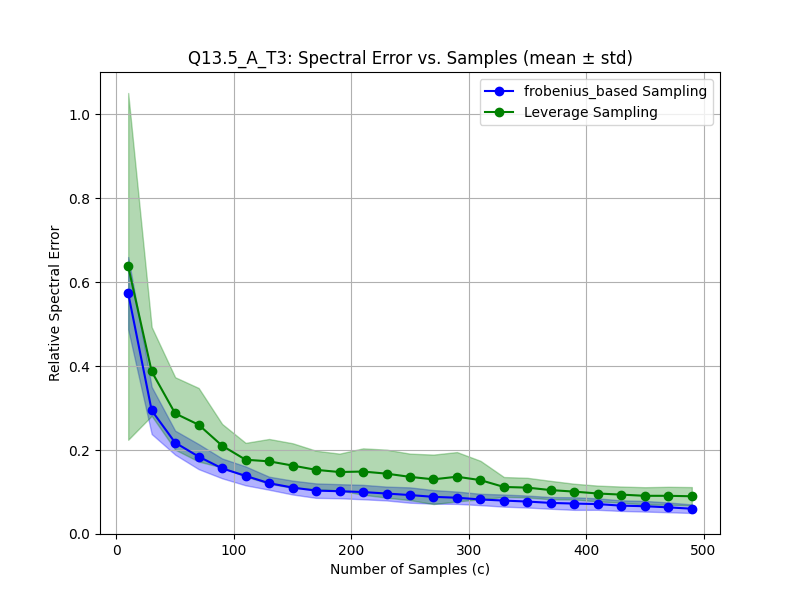 Q13.5_A_T3: Spectral Error vs. Samples (mean ± std)
frobenius_based Sampling
Leverage Sampling
Relative Spectral Error
1.0
0.8
0.6
0.4
0.2
0.0
0 100 200 300 400 500
Number of Samples (c)